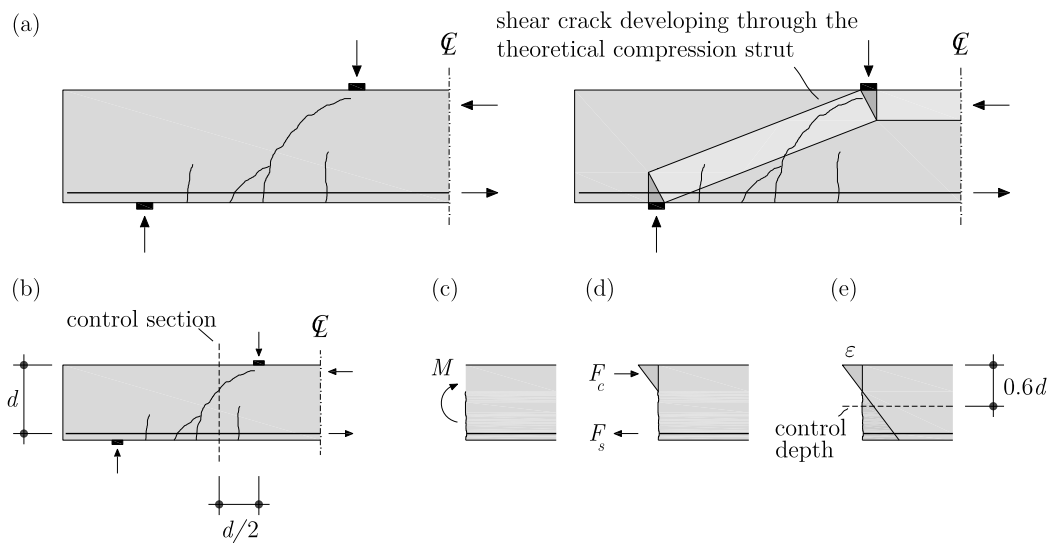 (a)
℄
shear crack developing through the
theoretical compression strut
℄
(b)
control section
℄
d
d/2
(c)
M
(d)
F_c
F_s
(e)
ε
0.6d
control
depth